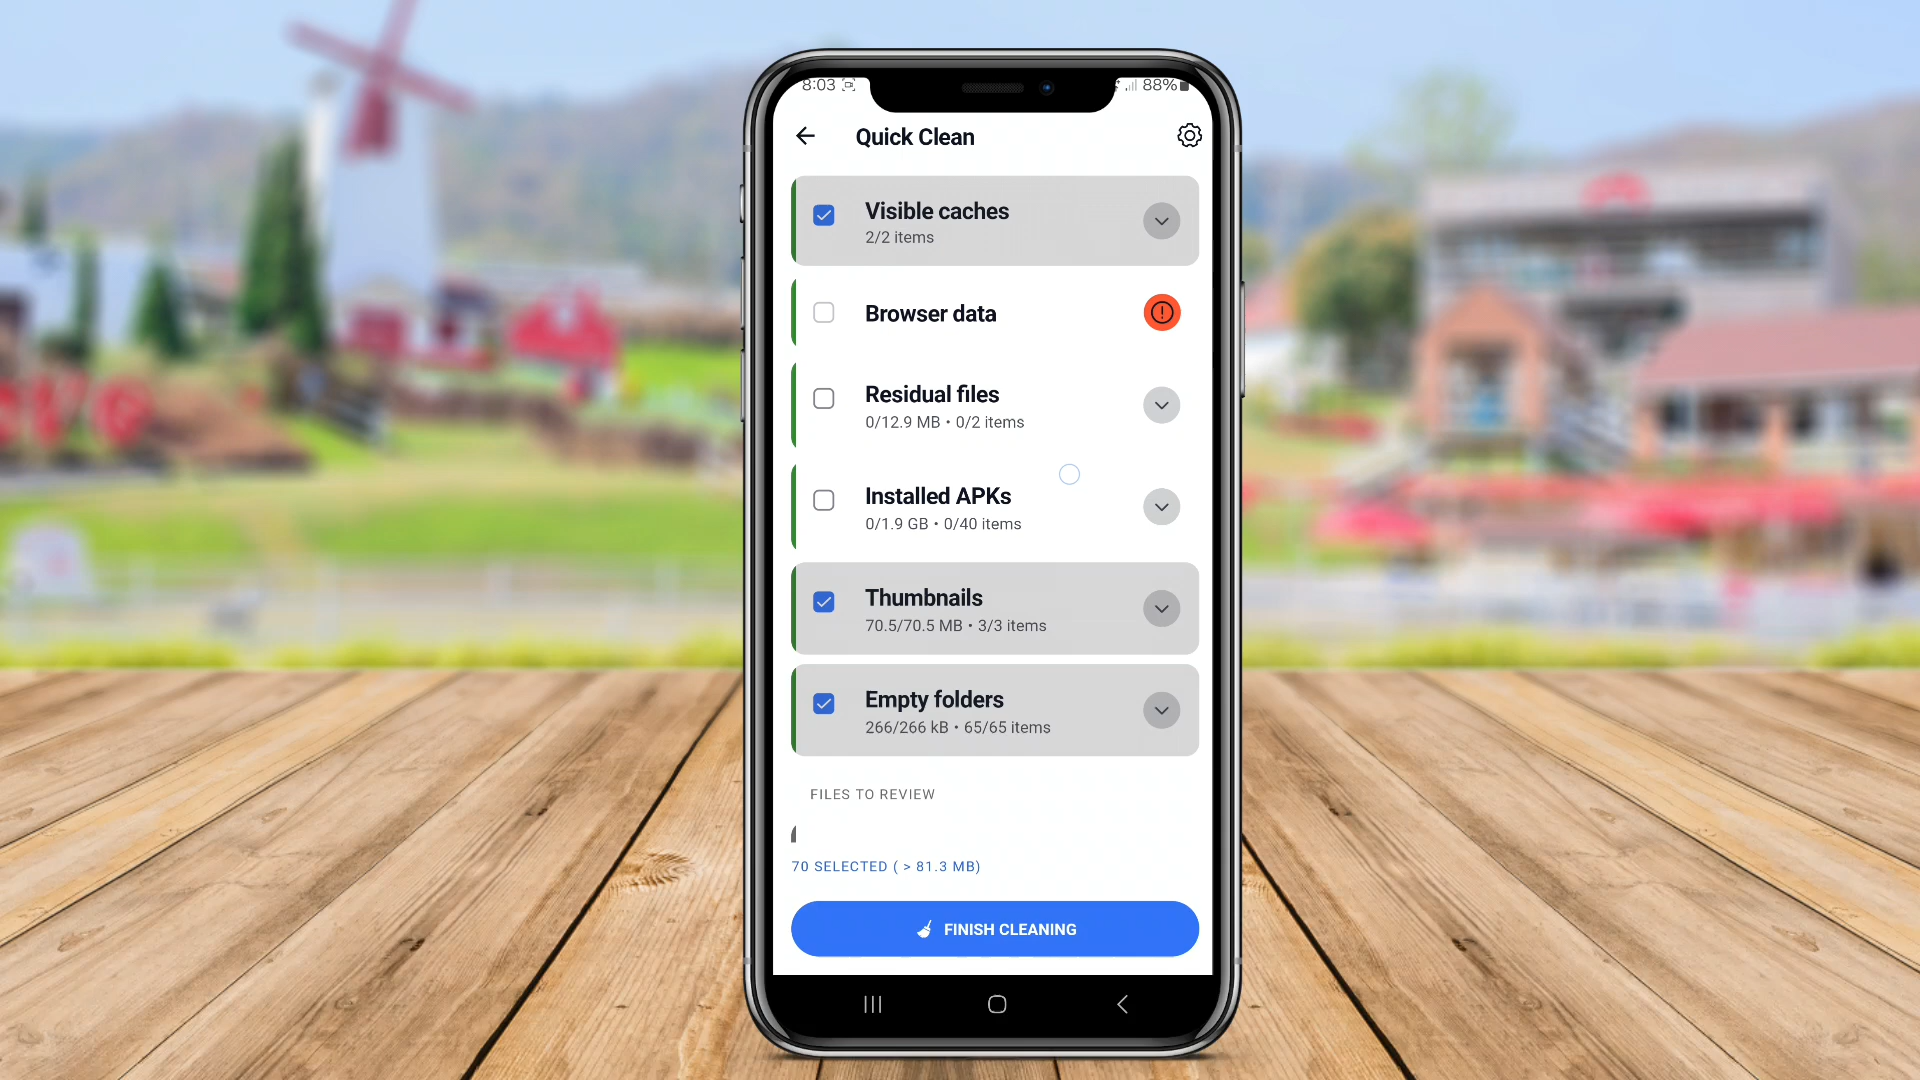 8:03
88%
Quick Clean
Visible caches
2/2 items
Browser data
Residual files
0/12.9 MB • 0/2 items
Installed APKs
0/1.9 GB • 0/40 items
Thumbnails
70.5/70.5 MB • 3/3 items
Empty folders
266/266 kB • 65/65 items
FILES TO REVIEW
70 SELECTED ( > 81.3 MB)
FINISH CLEANING